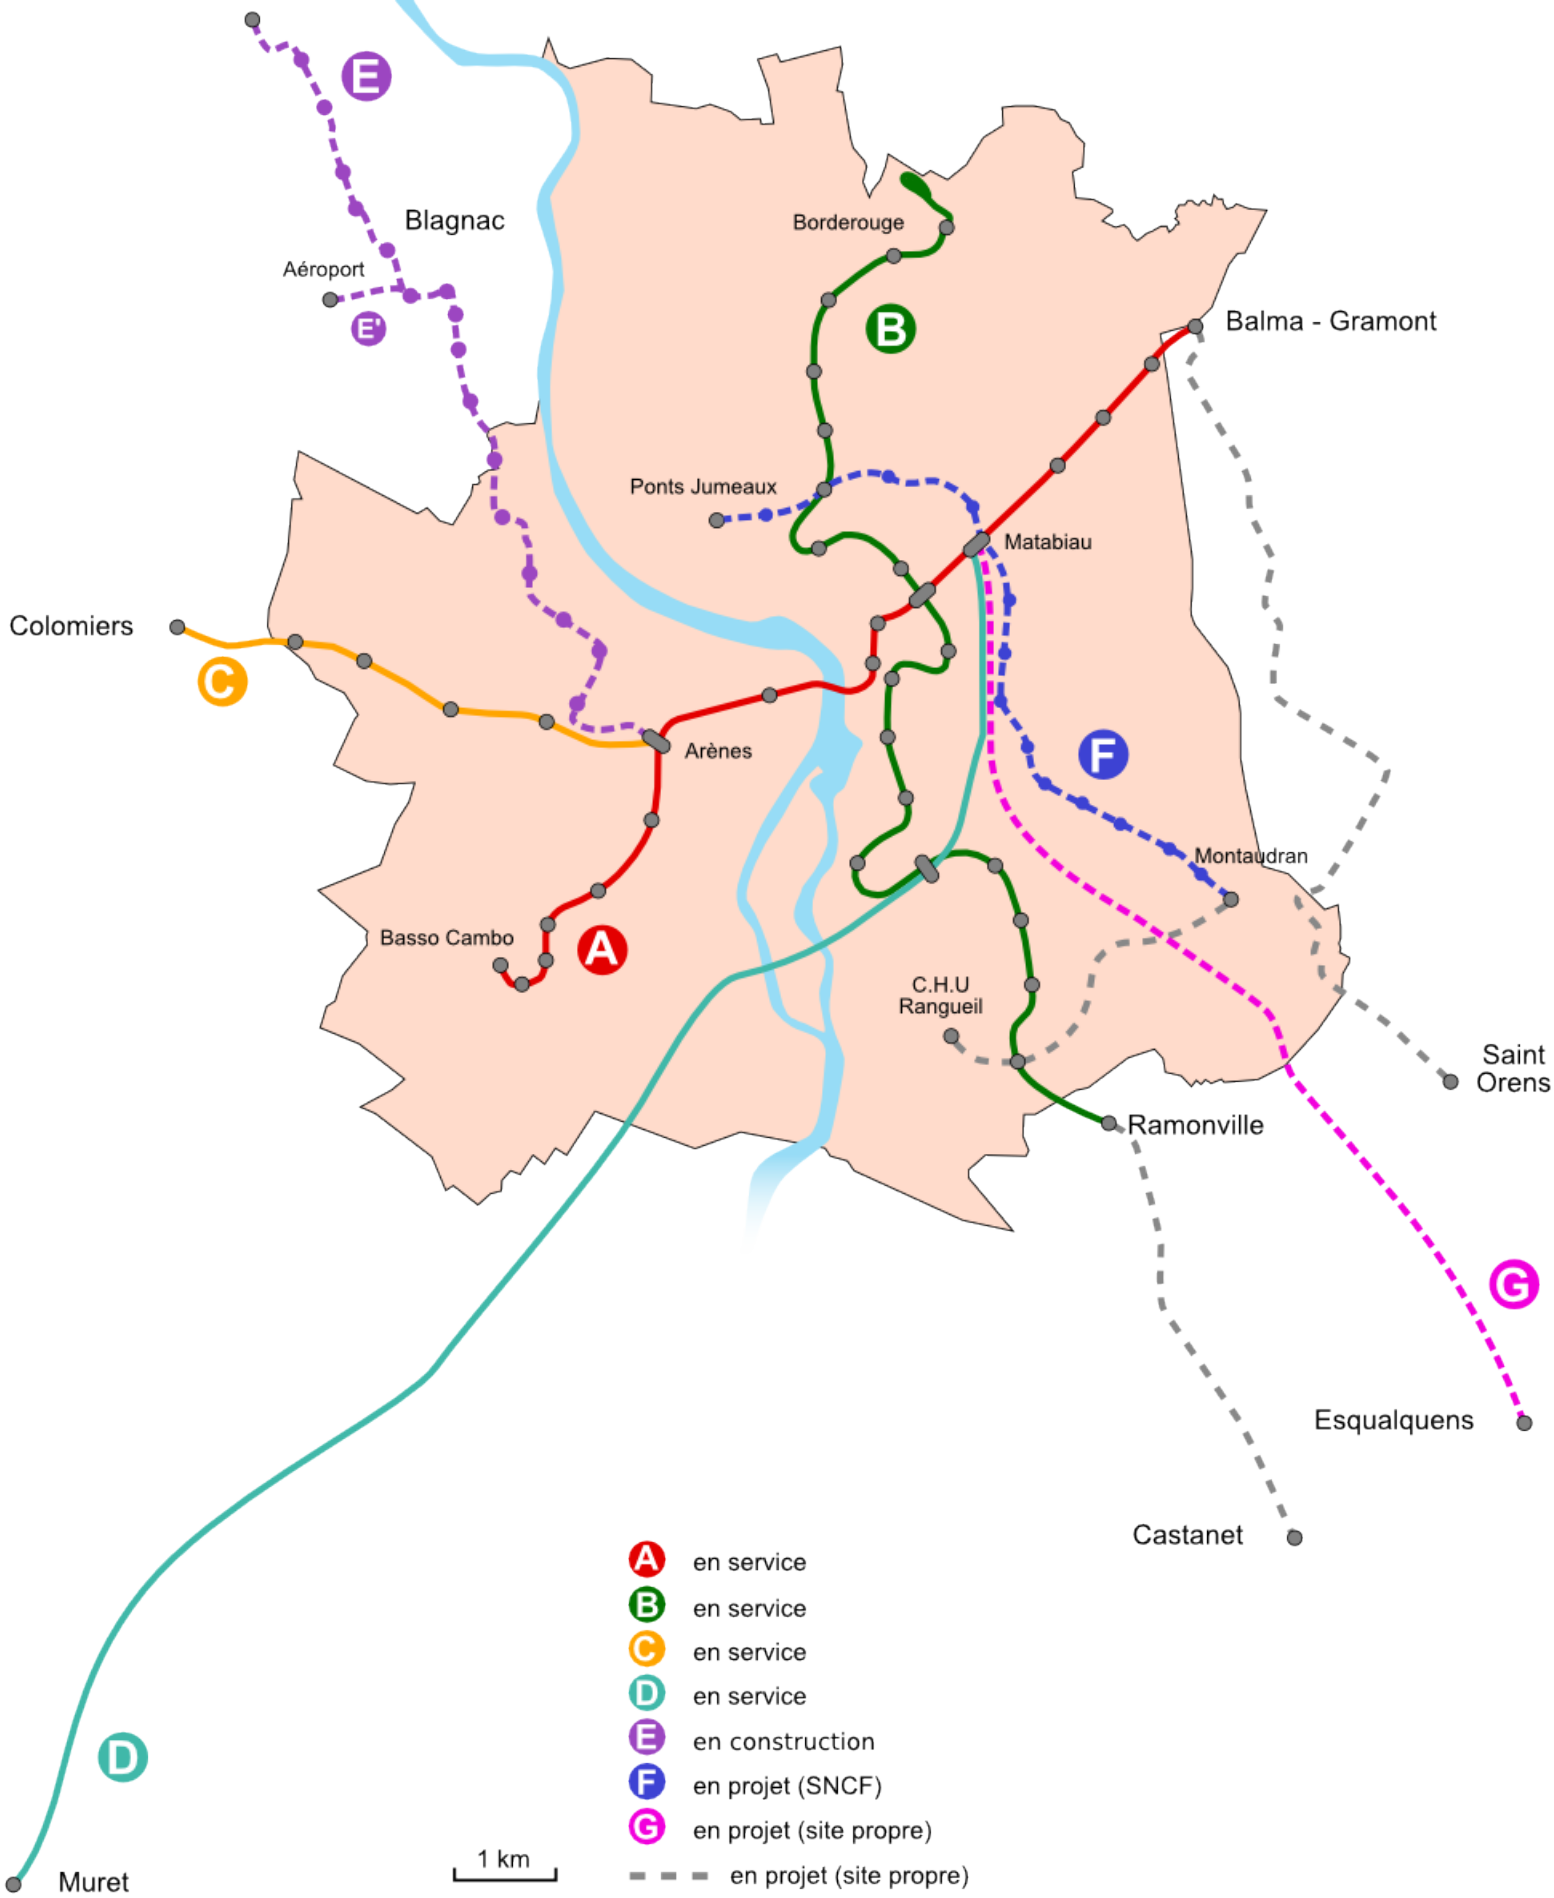 E
Blagnac
Borderouge
Aéroport
E'
B
Balma - Gramont
Ponts Jumeaux
Matabiau
Colomiers
C
Arènes
F
Montaudran
Basso Cambo
A
C.H.U
Rangueil
Saint
Orens
Ramonville
G
Esqualquens
Castanet
A en service
B en service
C en service
D en service
E en construction
D
F en projet (SNCF)
G en projet (site propre)
1 km
en projet (site propre)
Muret